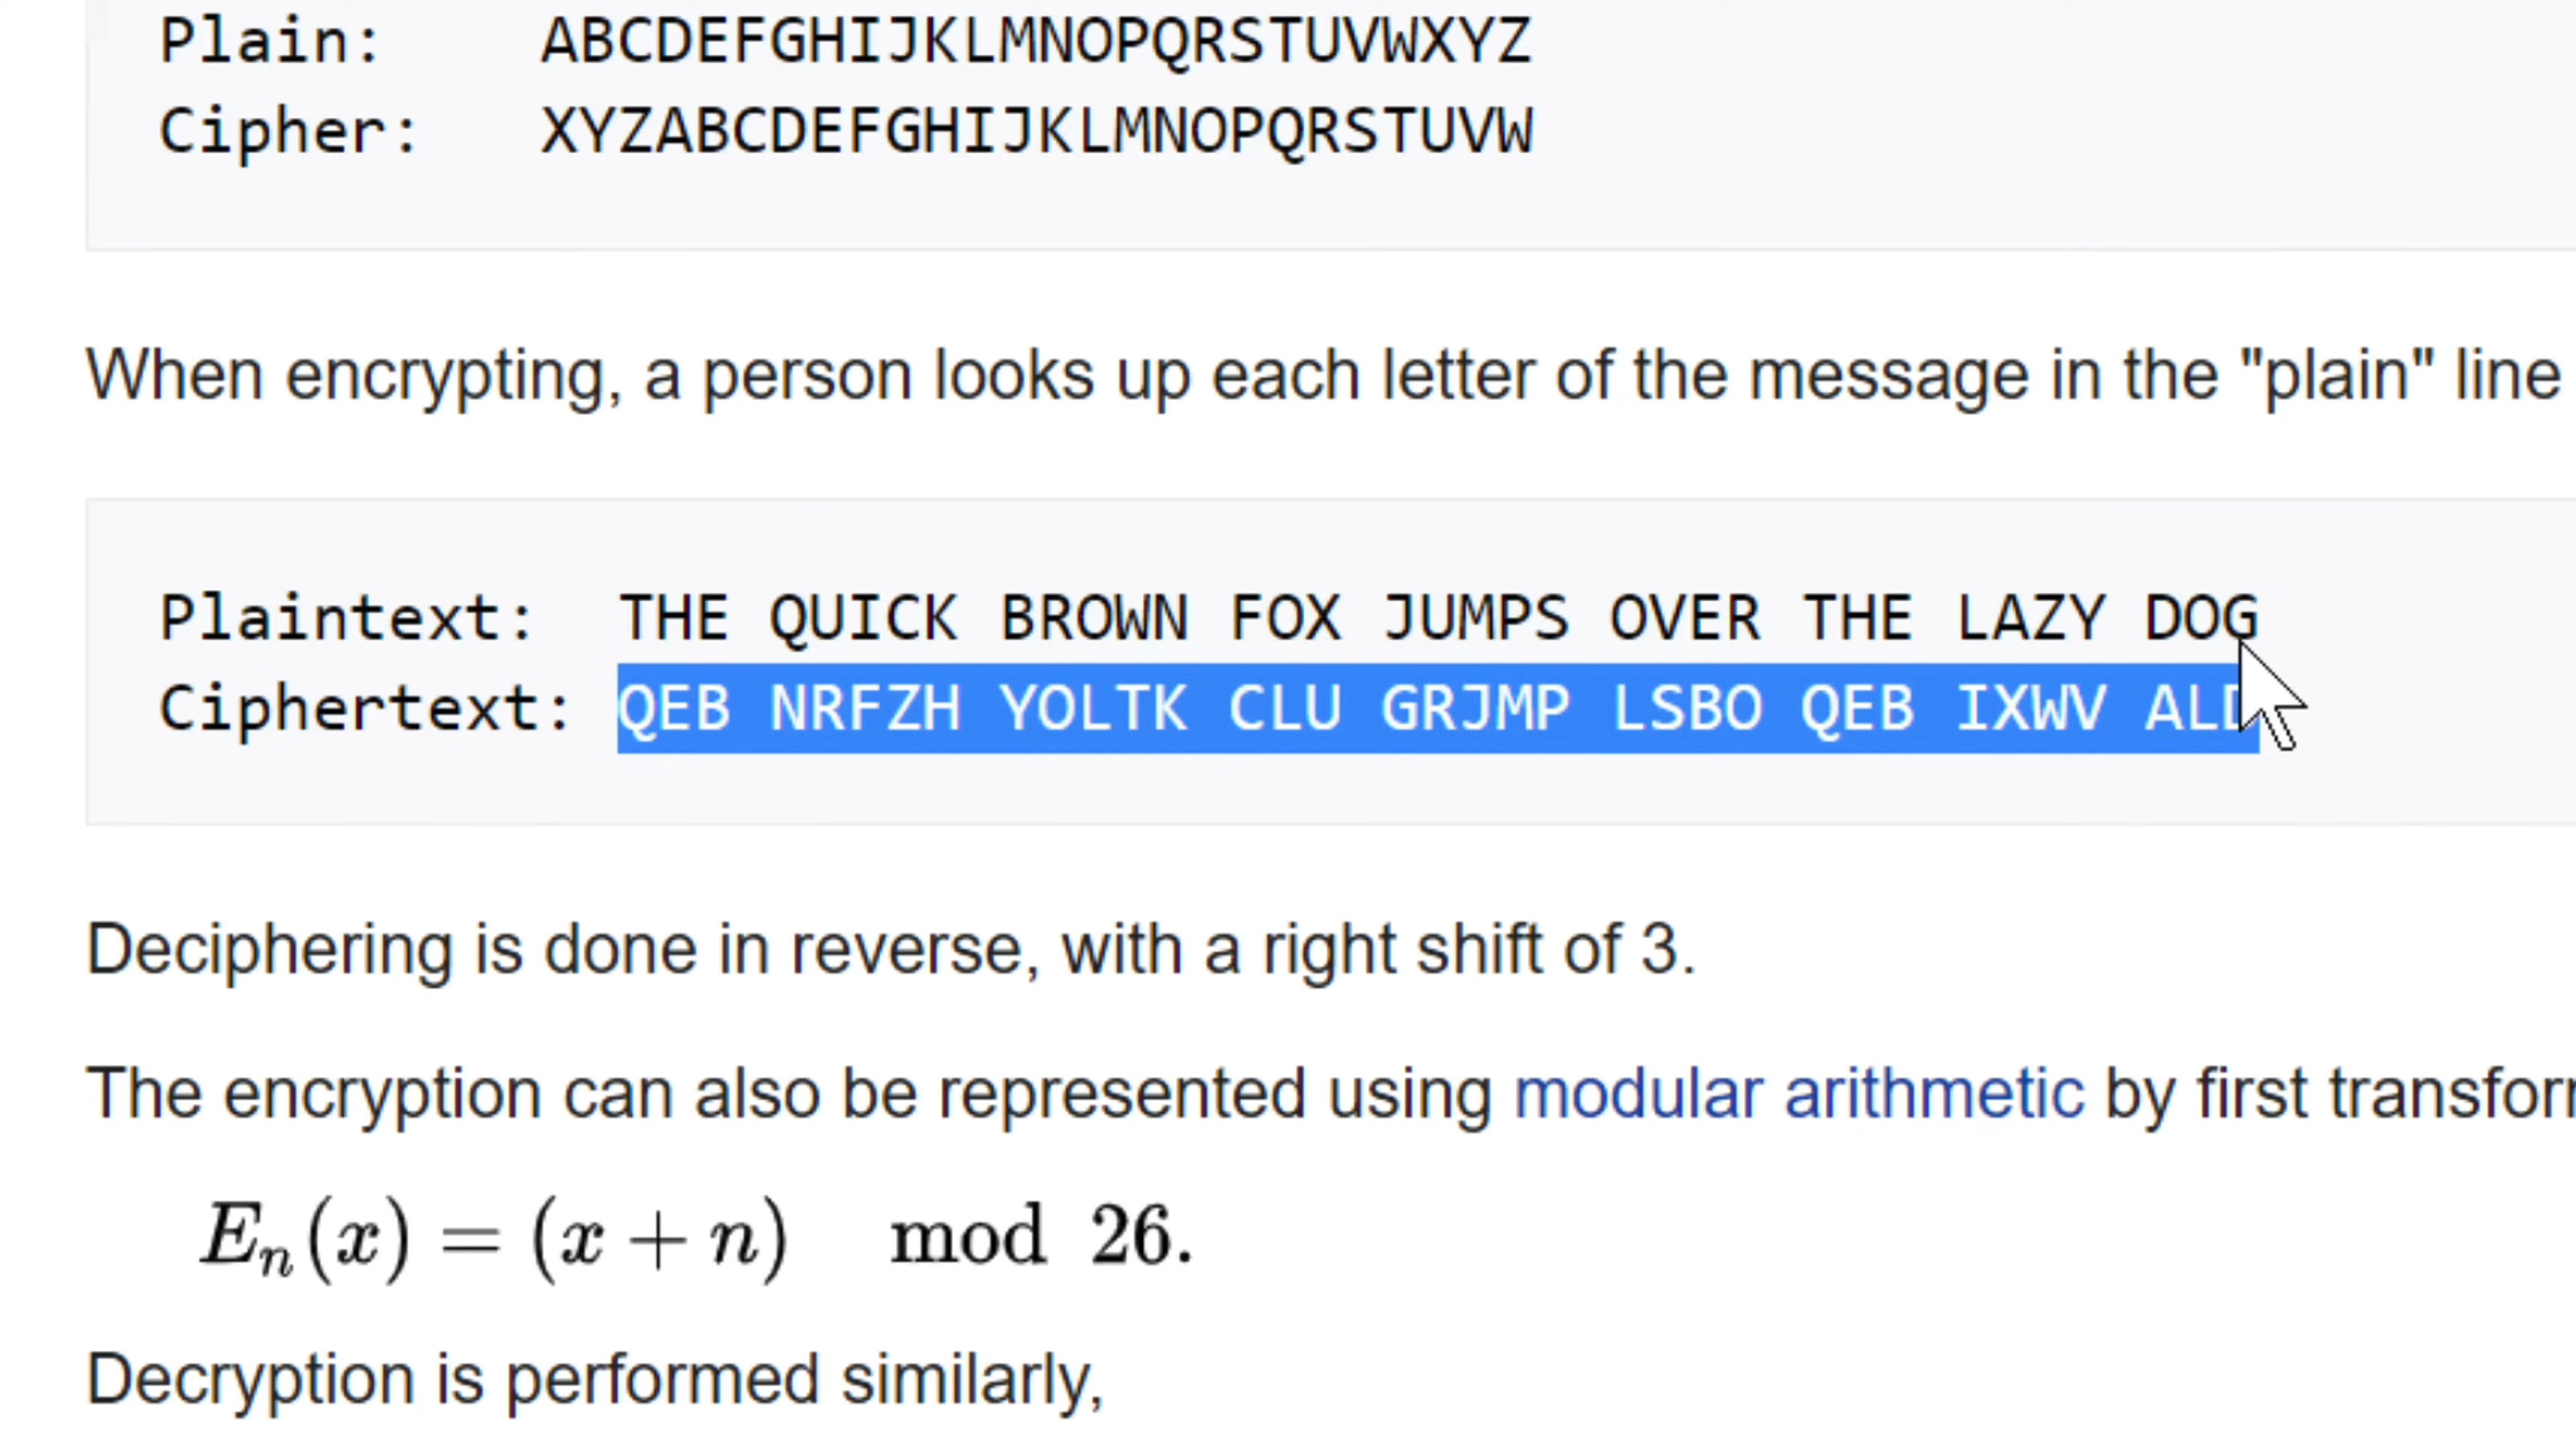 Plain: ABCDEFGHIJKLMNOPQRSTUVWXYZ
Cipher: XYZABCDEFGHIJKLMNOPQRSTUVW
When encrypting, a person looks up each letter of the message in the "plain" line
Plaintext: THE QUICK BROWN FOX JUMPS OVER THE LAZY DOG
Ciphertext: QEB NRFZH YOLTK CLU GRJMP LSBO QEB IXWV ALD
Deciphering is done in reverse, with a right shift of 3.
The encryption can also be represented using modular arithmetic by first transfor
Eₙ(x) = (x + n) mod 26.
Decryption is performed similarly,